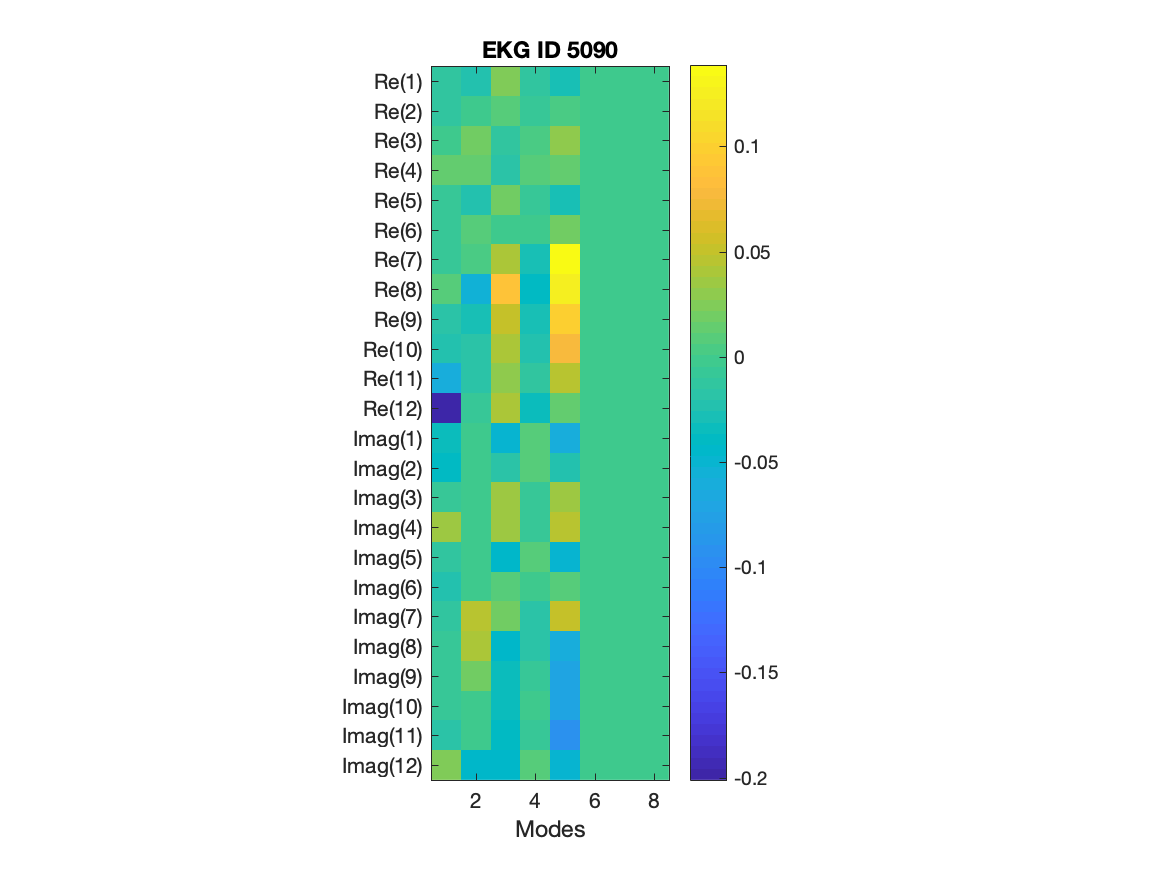 EKG ID 5090
Re(1)
Re(2)
Re(3)
Re(4)
Re(5)
Re(6)
Re(7)
Re(8)
Re(9)
Re(10)
Re(11)
Re(12)
Imag(1)
Imag(2)
Imag(3)
Imag(4)
Imag(5)
Imag(6)
Imag(7)
Imag(8)
Imag(9)
Imag(10)
Imag(11)
Imag(12)
2 4 6 8
Modes
0.1
0.05
0
-0.05
-0.1
-0.15
-0.2